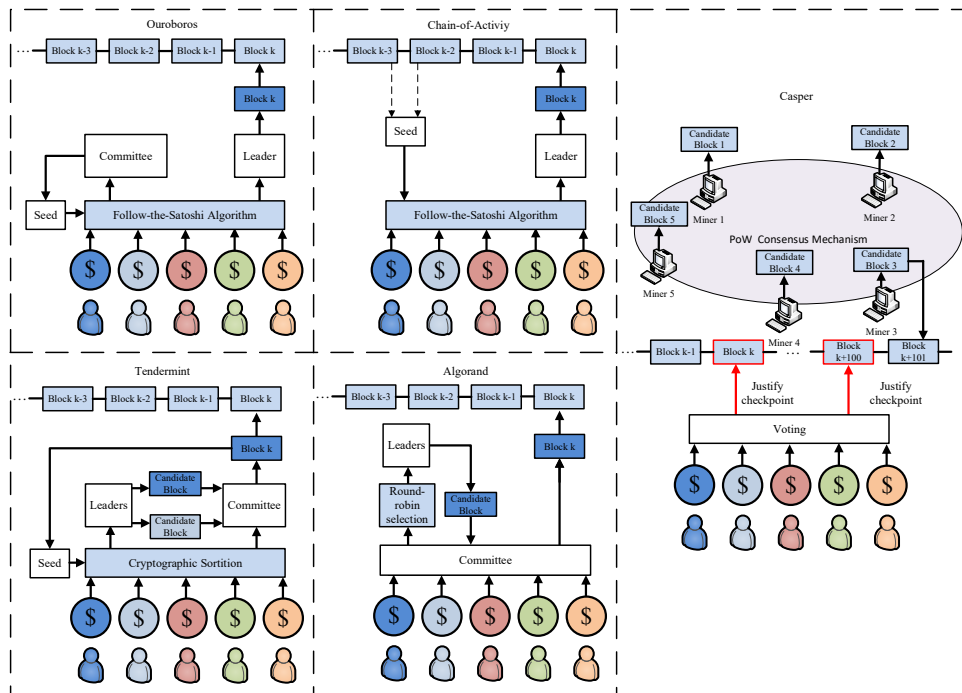 Ouroboros
Block k-3 Block k-2 Block k-1 Block k
Block k
Committee
Leader
Seed
Follow-the-Satoshi Algorithm
$ $ $ $ $
Chain-of-Activiy
Block k-3 Block k-2 Block k-1 Block k
Block k
Seed
Leader
Follow-the-Satoshi Algorithm
$ $ $ $ $
Casper
Candidate
Block 1
Candidate
Block 2
Miner 1
Miner 2
Candidate
Block 5
PoW Consensus Mechanism
Candidate
Block 4
Candidate
Block 3
Miner 5
Miner 3
Miner 4
Block k-1 Block k ... Block
k+100
Block
k+101
Justify
checkpoint
Justify
checkpoint
Voting
$ $ $ $ $
Tendermint
Block k-3 Block k-2 Block k-1 Block k
Block k
Candidate
Block
Leaders
Committee
Candidate
Block
Seed
Cryptographic Sortition
$ $ $ $ $
Algorand
Block k-3 Block k-2 Block k-1 Block k
Leaders
Block k
Round-
robin
selection
Candidate
Block
Committee
$ $ $ $ $